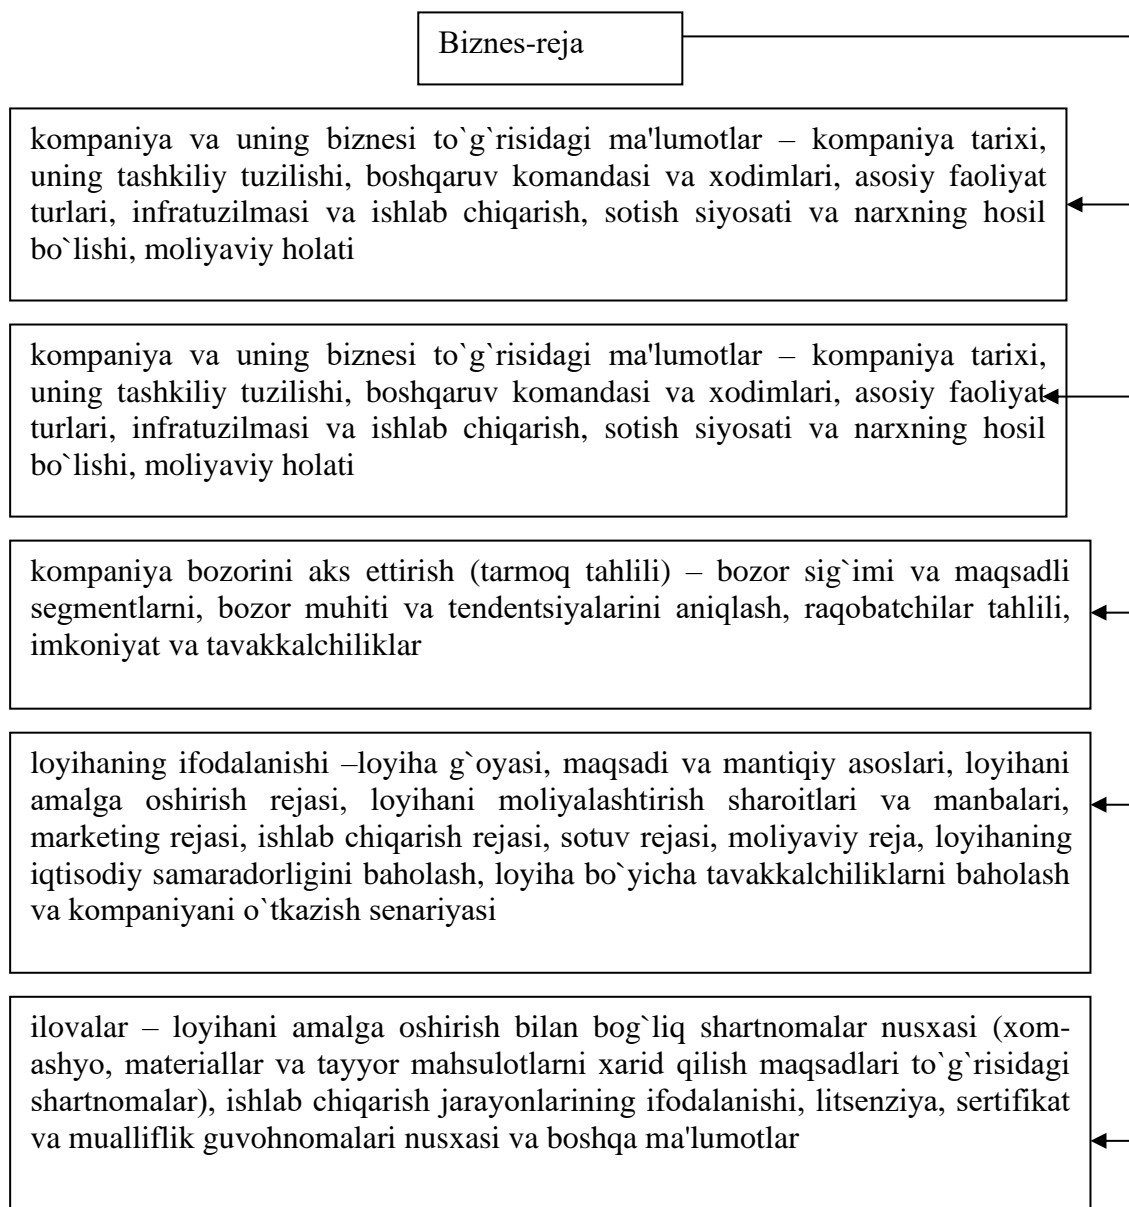 Biznes-reja
kompaniya va uning biznesi to`g`risidagi ma'lumotlar – kompaniya tarixi,
uning tashkiliy tuzilishi, boshqaruv komandasi va xodimlari, asosiy faoliyat
turlari, infratuzilmasi va ishlab chiqarish, sotish siyosati va narxning hosil
bo`lishi, moliyaviy holati
kompaniya va uning biznesi to`g`risidagi ma'lumotlar – kompaniya tarixi,
uning tashkiliy tuzilishi, boshqaruv komandasi va xodimlari, asosiy faoliyat
turlari, infratuzilmasi va ishlab chiqarish, sotish siyosati va narxning hosil
bo`lishi, moliyaviy holati
kompaniya bozorini aks ettirish (tarmoq tahlili) – bozor sig`imi va maqsadli
segmentlarni, bozor muhiti va tendentsiyalarini aniqlash, raqobatchilar tahlili,
imkoniyat va tavakkalchiliklar
loyihaning ifodalanishi –loyiha g`oyasi, maqsadi va mantiqiy asoslari, loyihani
amalga oshirish rejasi, loyihani moliyalashtirish sharoitlari va manbalari,
marketing rejasi, ishlab chiqarish rejasi, sotuv rejasi, moliyaviy reja, loyihaning
iqtisodiy samaradorligini baholash, loyiha bo`yicha tavakkalchiliklarni baholash
va kompaniyani o`tkazish senariyasi
ilovalar – loyihani amalga oshirish bilan bog`liq shartnomalar nusxasi (xom-
ashyo, materiallar va tayyor mahsulotlarni xarid qilish maqsadlari to`g`risidagi
shartnomalar), ishlab chiqarish jarayonlarining ifodalanishi, litsenziya, sertifikat
va mualliflik guvohnomalari nusxasi va boshqa ma'lumotlar